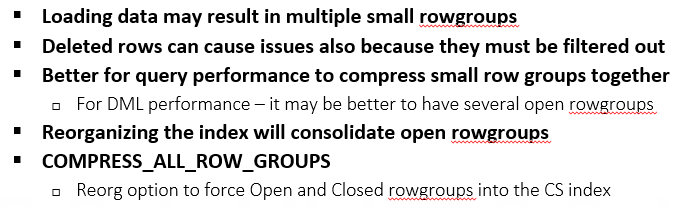 ▪ Loading data may result in multiple small rowgroups
▪ Deleted rows can cause issues also because they must be filtered out
▪ Better for query performance to compress small row groups together
▫ For DML performance – it may be better to have several open rowgroups
▪ Reorganizing the index will consolidate open rowgroups
▪ COMPRESS_ALL_ROW_GROUPS
▫ Reorg option to force Open and Closed rowgroups into the CS index